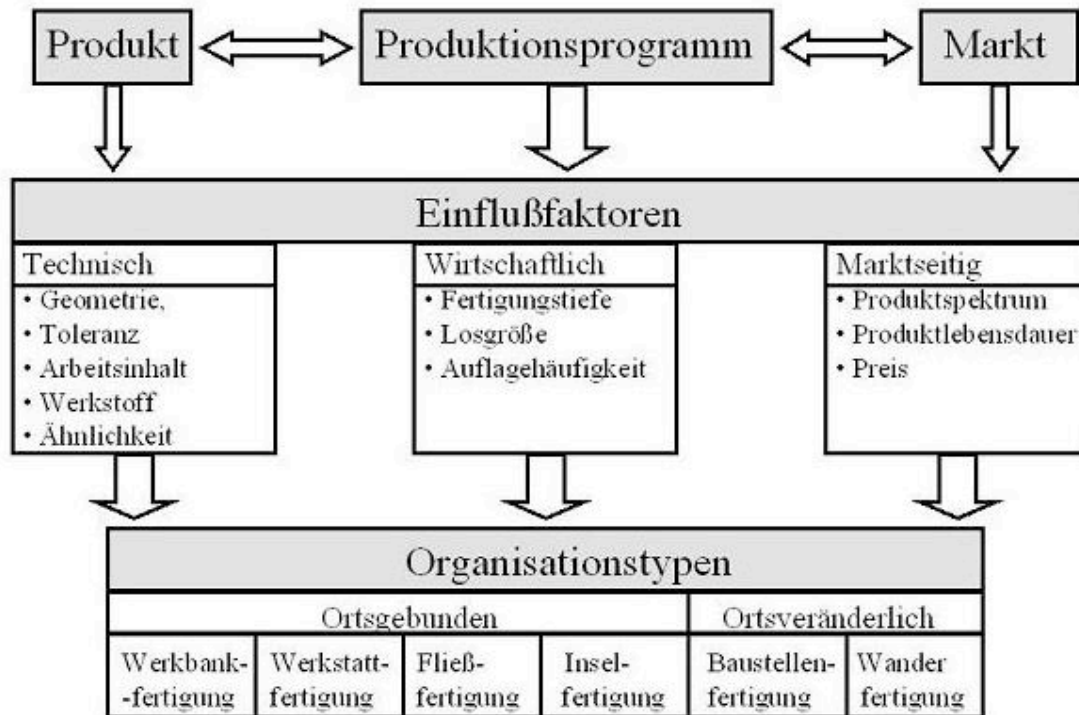 Produkt
Produktionsprogramm
Markt
Einflußfaktoren
Technisch
• Geometrie,
• Toleranz
• Arbeitsinhalt
• Werkstoff
• Ähnlichkeit
Wirtschaftlich
• Fertigungstiefe
• Losgröße
• Auflagehäufigkeit
Marktseitig
• Produktspektrum
• Produktlebensdauer
• Preis
Organisationstypen
Ortsgebunden
Ortsveränderlich
Werkbank-
-fertigung
Werkstatt-
fertigung
Fließ-
fertigung
Insel-
fertigung
Baustellen-
fertigung
Wander
fertigung